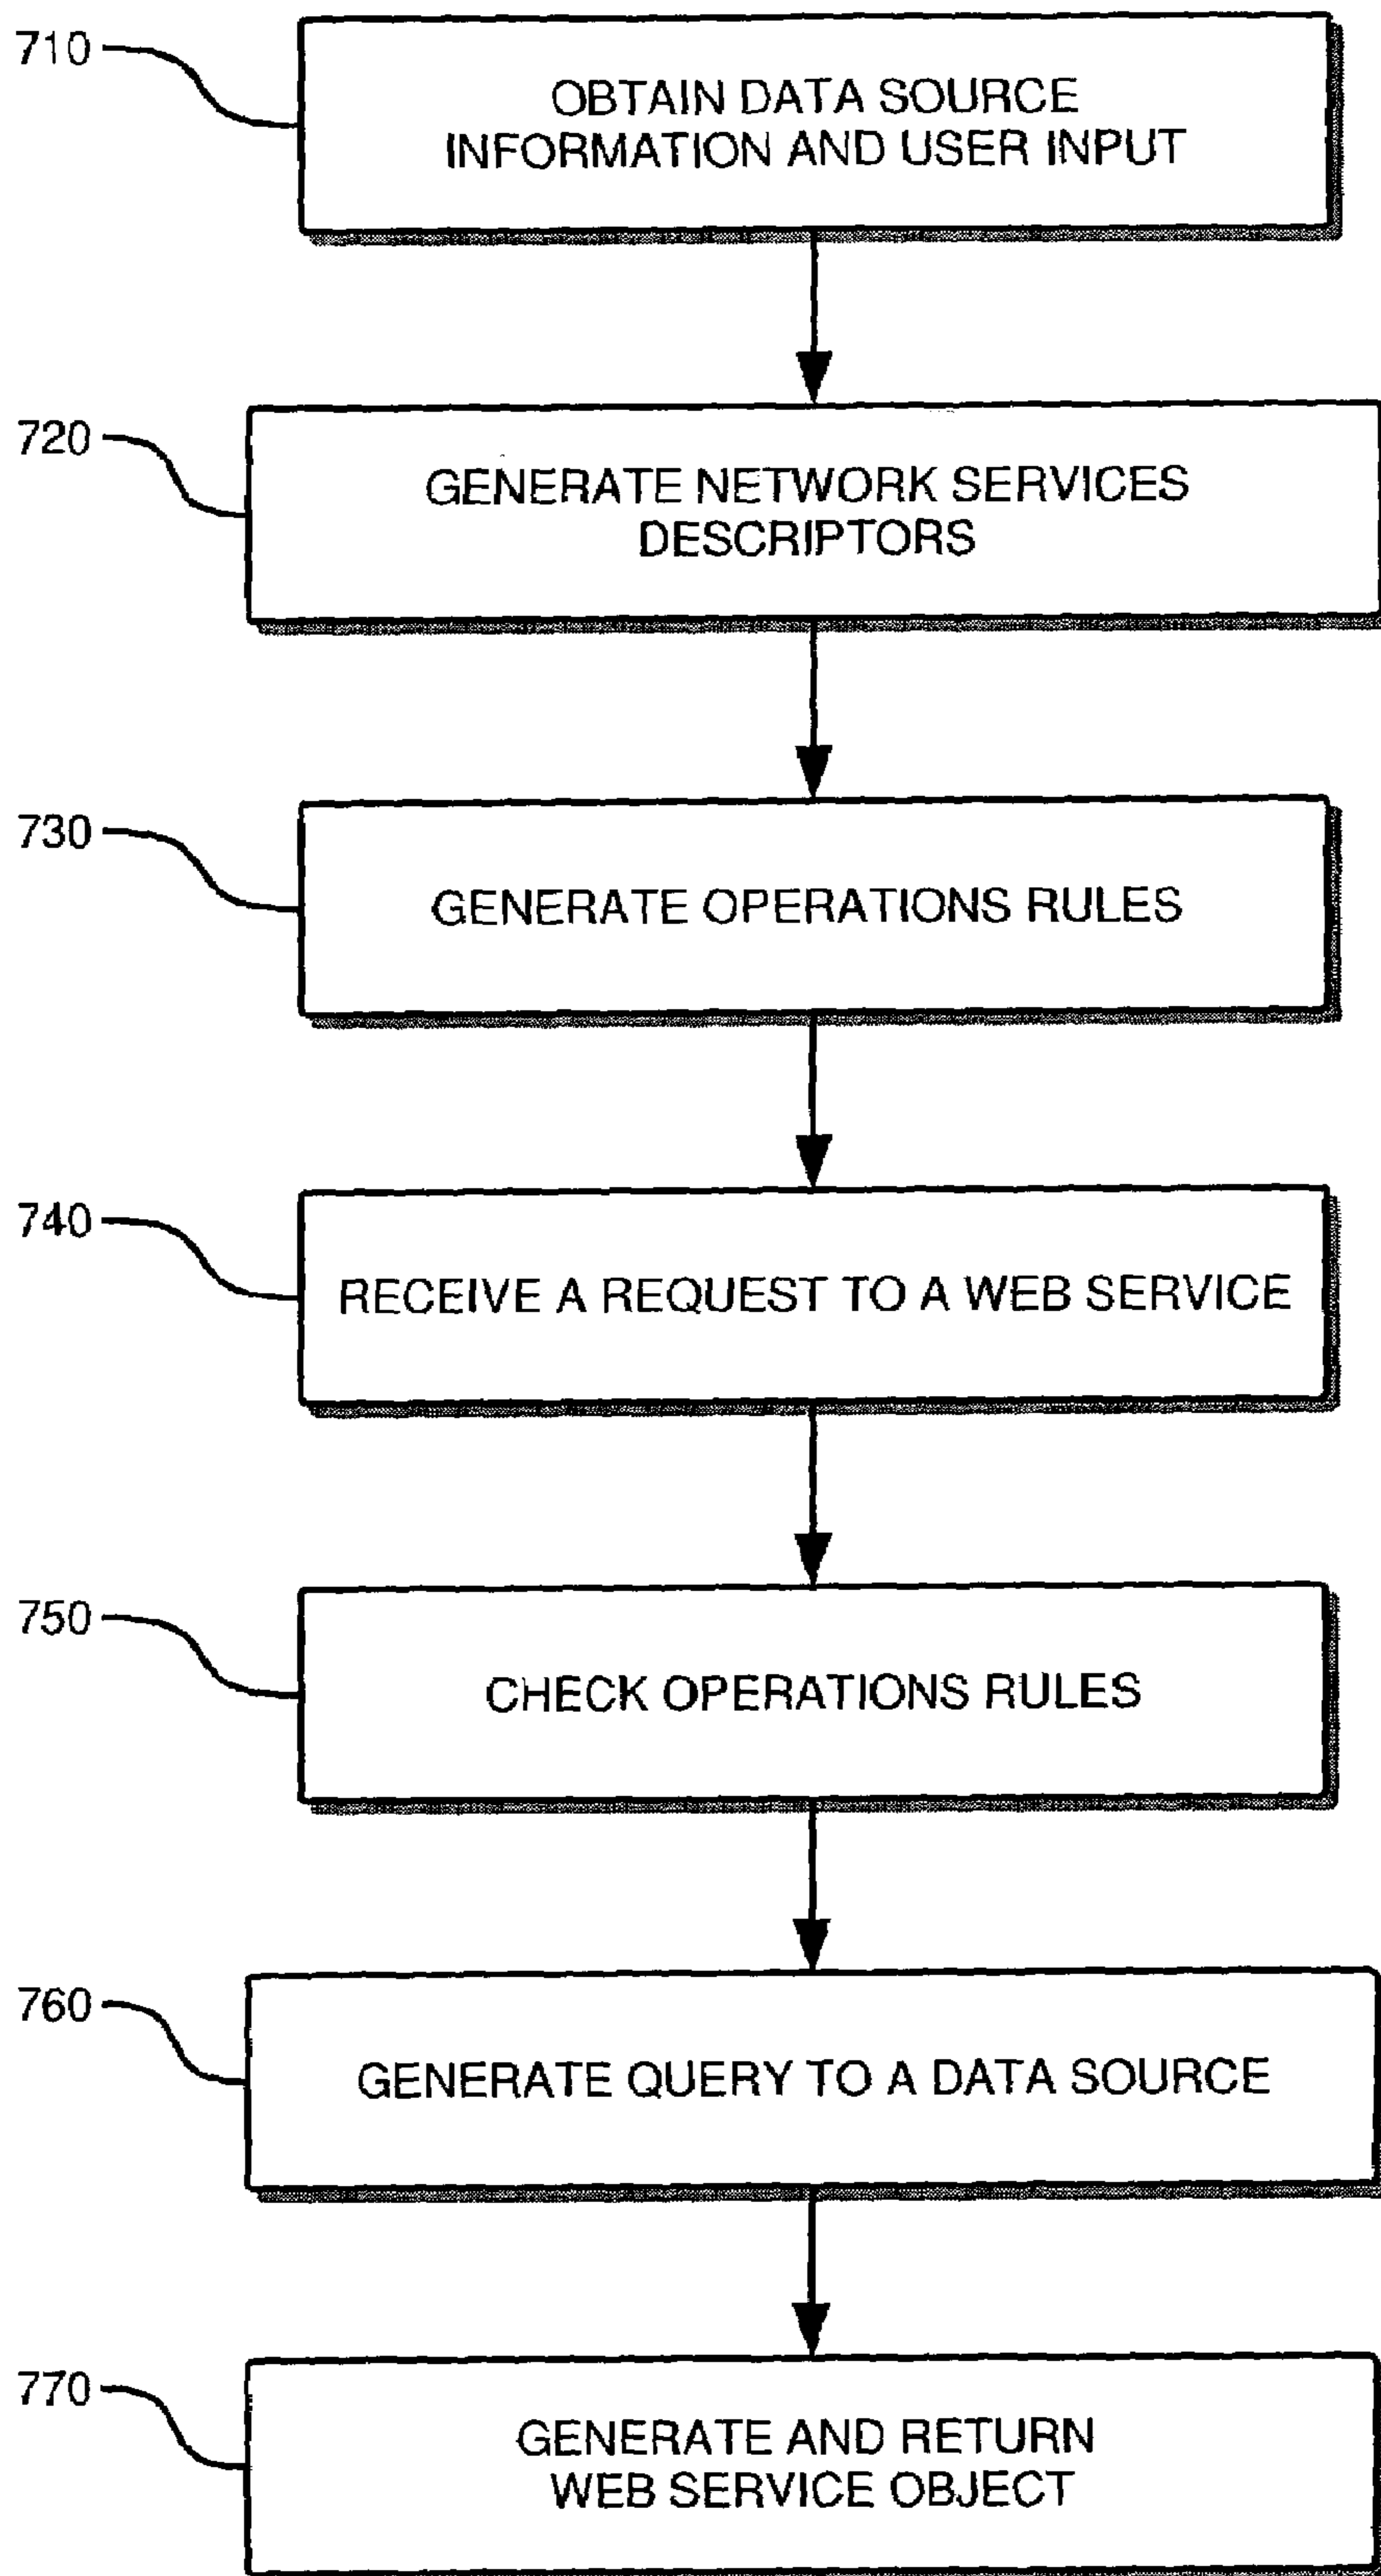 710
OBTAIN DATA SOURCE
INFORMATION AND USER INPUT
720
GENERATE NETWORK SERVICES
DESCRIPTORS
730
GENERATE OPERATIONS RULES
740
RECEIVE A REQUEST TO A WEB SERVICE
750
CHECK OPERATIONS RULES
760
GENERATE QUERY TO A DATA SOURCE
770
GENERATE AND RETURN
WEB SERVICE OBJECT